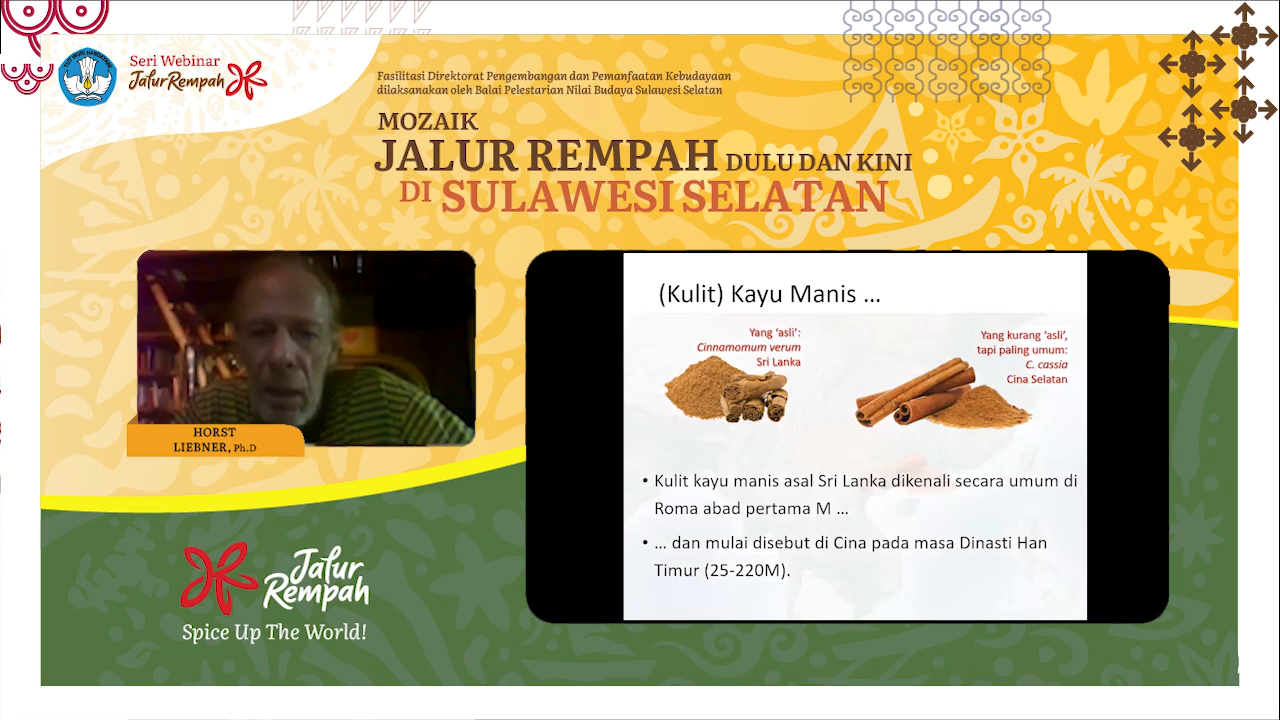 Seri Webinar
Jalur Rempah
Fasilitasi Direktorat Pengembangan dan Pemanfaatan Kebudayaan
dilaksanakan oleh Balai Pelestarian Nilai Budaya Sulawesi Selatan
MOZAIK
JALUR REMPAH DULU DAN KINI
DI SULAWESI SELATAN
HORST
LIEBNER, Ph.D
(Kulit) Kayu Manis ...
Yang 'asli':
Cinnamomum verum
Sri Lanka
Yang kurang 'asli',
tapi paling umum:
C. cassia
Cina Selatan
• Kulit kayu manis asal Sri Lanka dikenali secara umum di
Roma abad pertama M ...
• ... dan mulai disebut di Cina pada masa Dinasti Han
Timur (25-220M).
Jalur
Rempah
Spice Up The World!